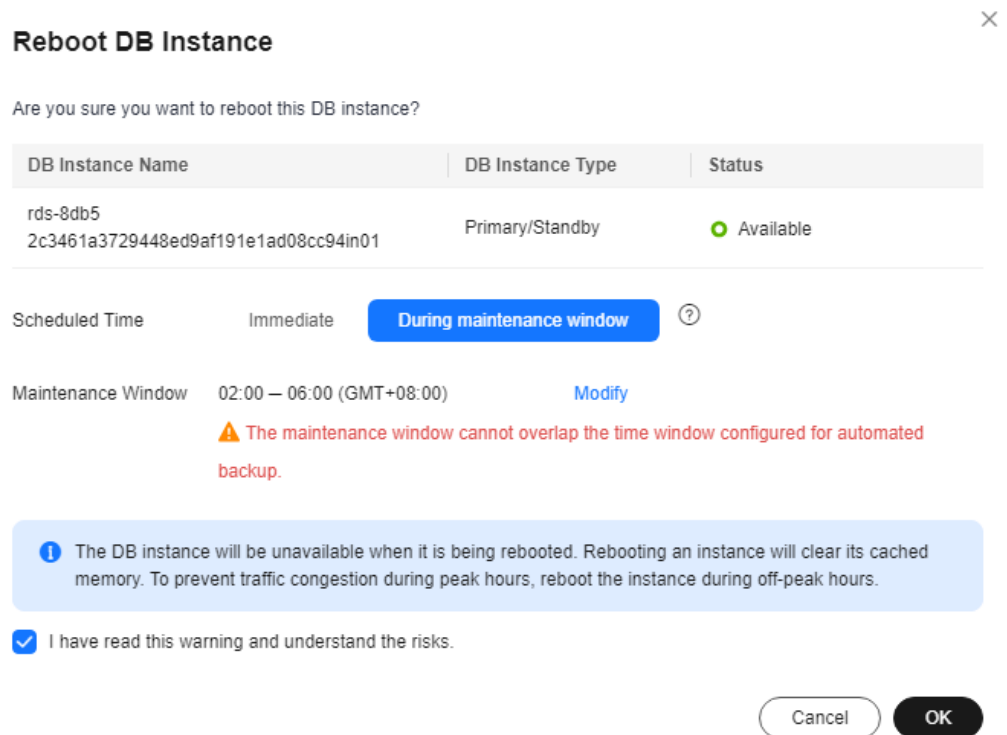 Reboot DB Instance
Are you sure you want to reboot this DB instance?
DB Instance Name DB Instance Type Status
rds-8db5
2c3461a3729448ed9af191e1ad08cc94in01
Primary/Standby
Available
Scheduled Time Immediate During maintenance window ?
Maintenance Window 02:00 — 06:00 (GMT+08:00) Modify
The maintenance window cannot overlap the time window configured for automated
backup.
The DB instance will be unavailable when it is being rebooted. Rebooting an instance will clear its cached
memory. To prevent traffic congestion during peak hours, reboot the instance during off-peak hours.
I have read this warning and understand the risks.
Cancel OK